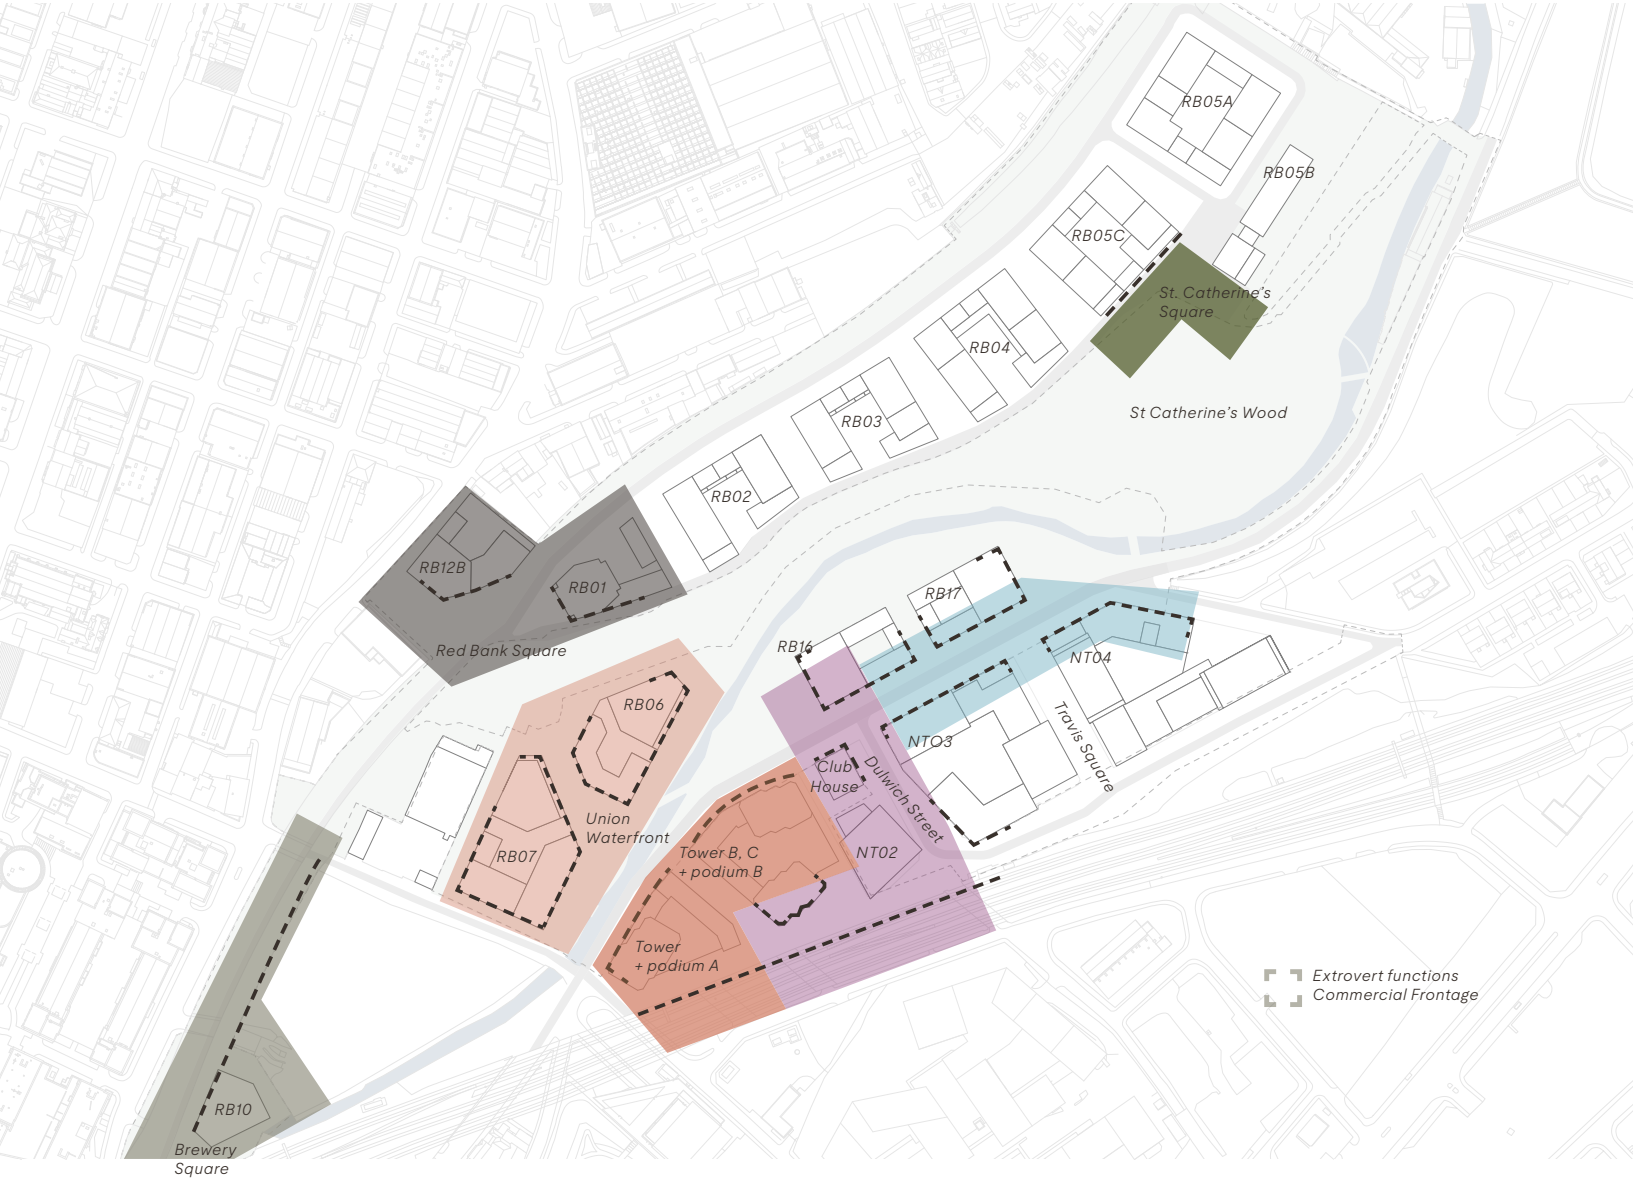 RB05A
RB05B
RB05C
St. Catherine's
Square
RB04
St Catherine's Wood
RB03
RB02
RB12B
RB01
RB17
Red Bank Square
RB16
NT04
RB06
Travis Square
NTO3
Club
House
Dulwich Street
Union
Waterfront
RB07
Tower B, C
+ podium B
NT02
Tower
+ podium A
Extrovert functions
Commercial Frontage
RB10
Brewery
Square